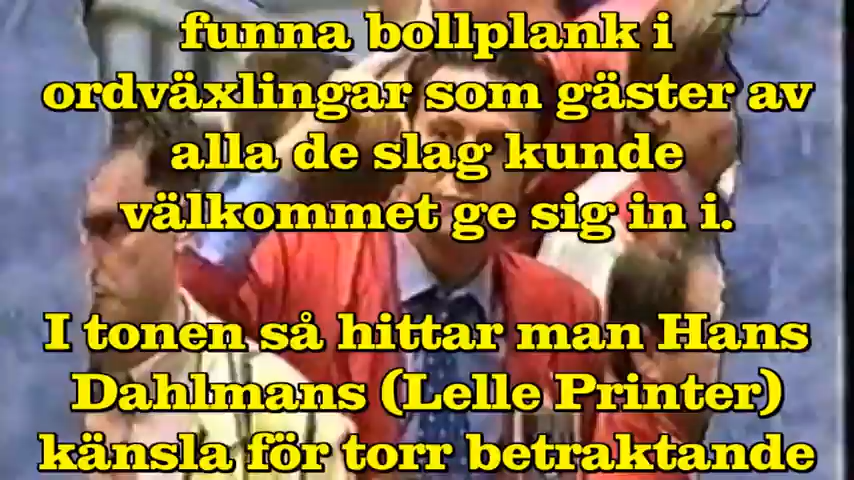 funna bollplank i
ordväxlingar som gäster av
alla de slag kunde
välkommet ge sig in i.
I tonen så hittar man Hans
Dahlmans (Lelle Printer)
känsla för torr betraktande